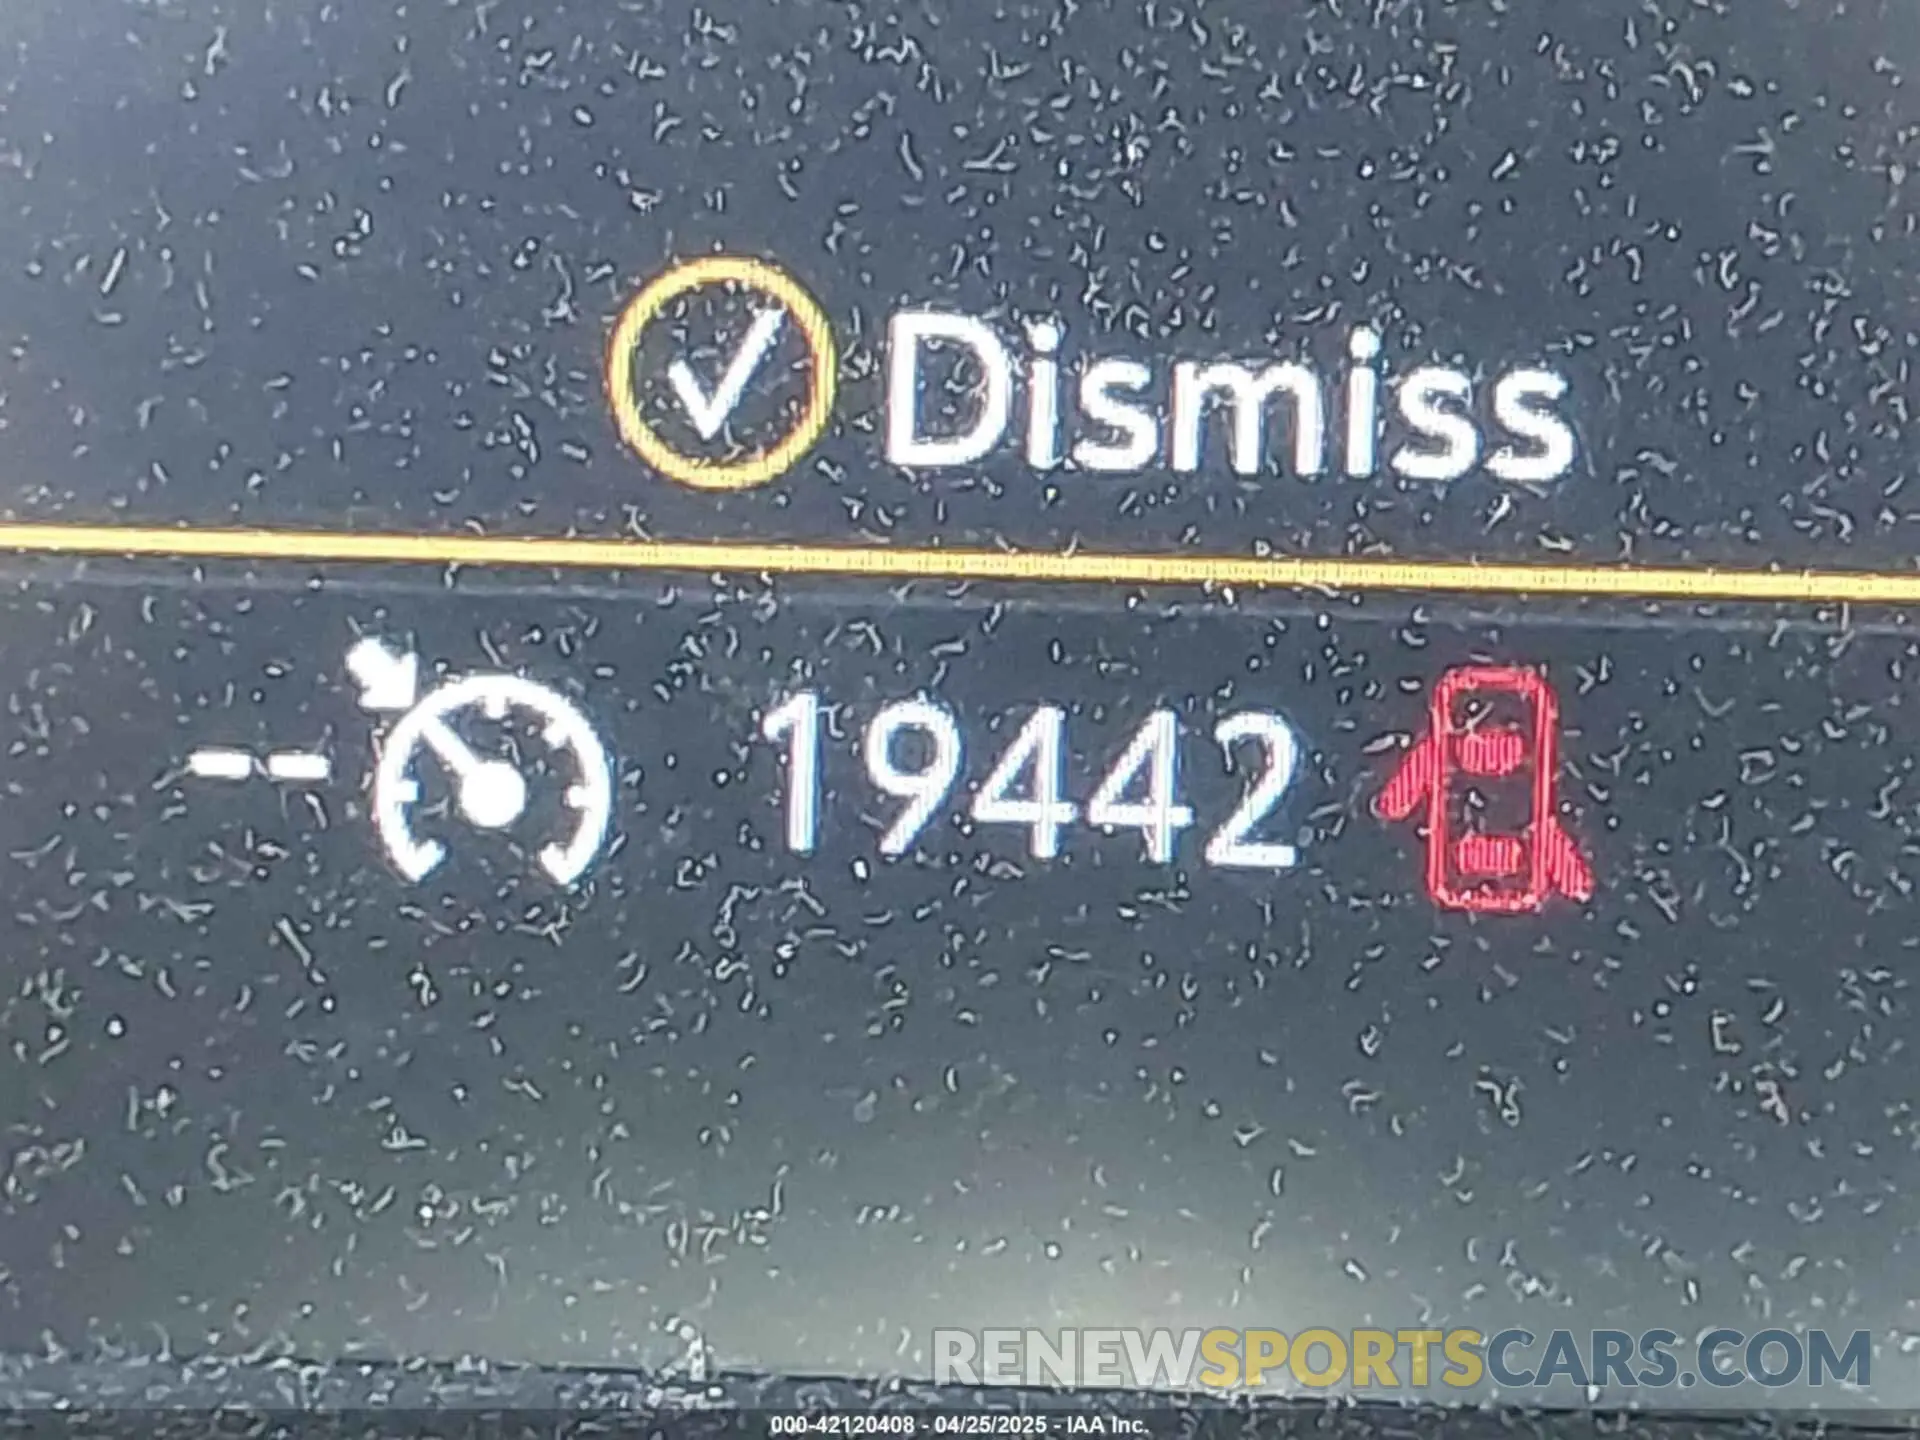 Dismiss
-- 19442
RENEWSPORTSCARS.COM
000-42120408 - 04/25/2025 - IAA Inc.